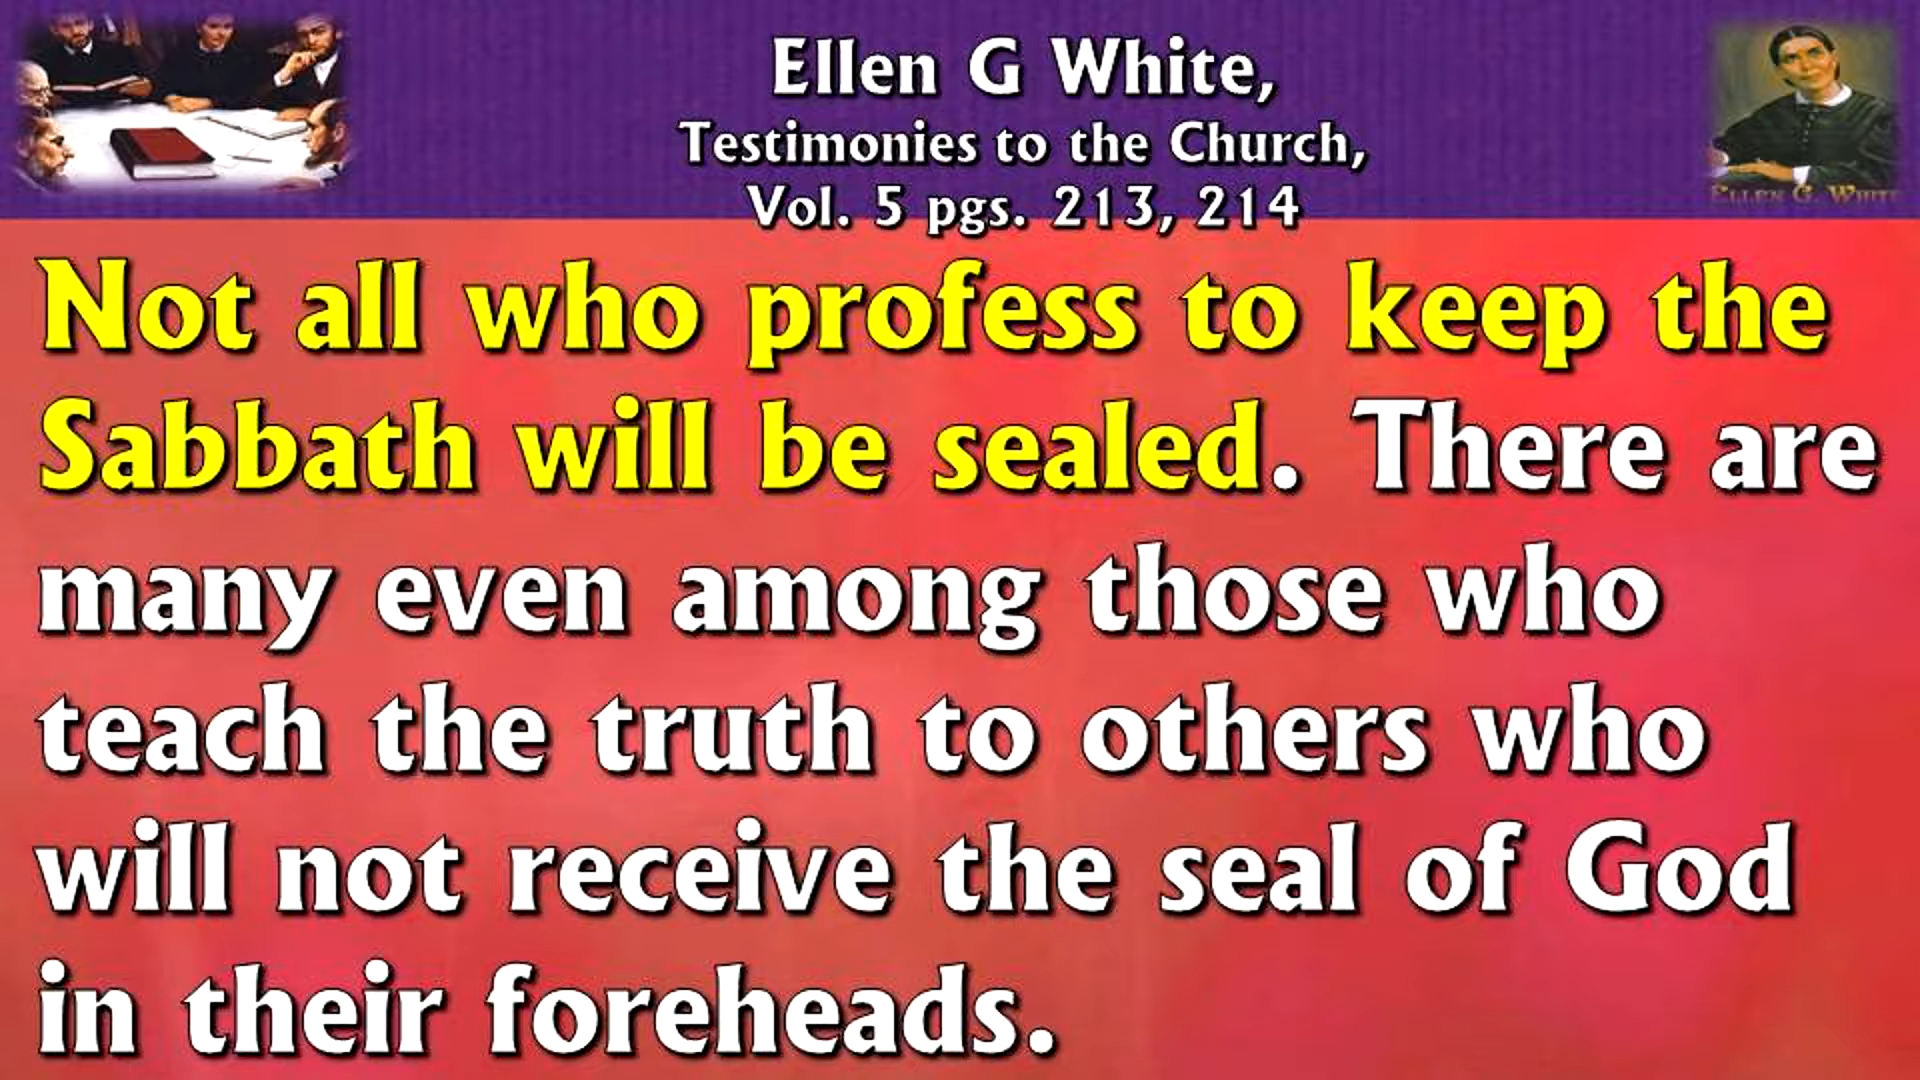 Ellen G White,
Testimonies to the Church,
Vol. 5 pgs. 213, 214
ELLEN G. WHITE
Not all who profess to keep the
Sabbath will be sealed. There are
many even among those who
teach the truth to others who
will not receive the seal of God
in their foreheads.